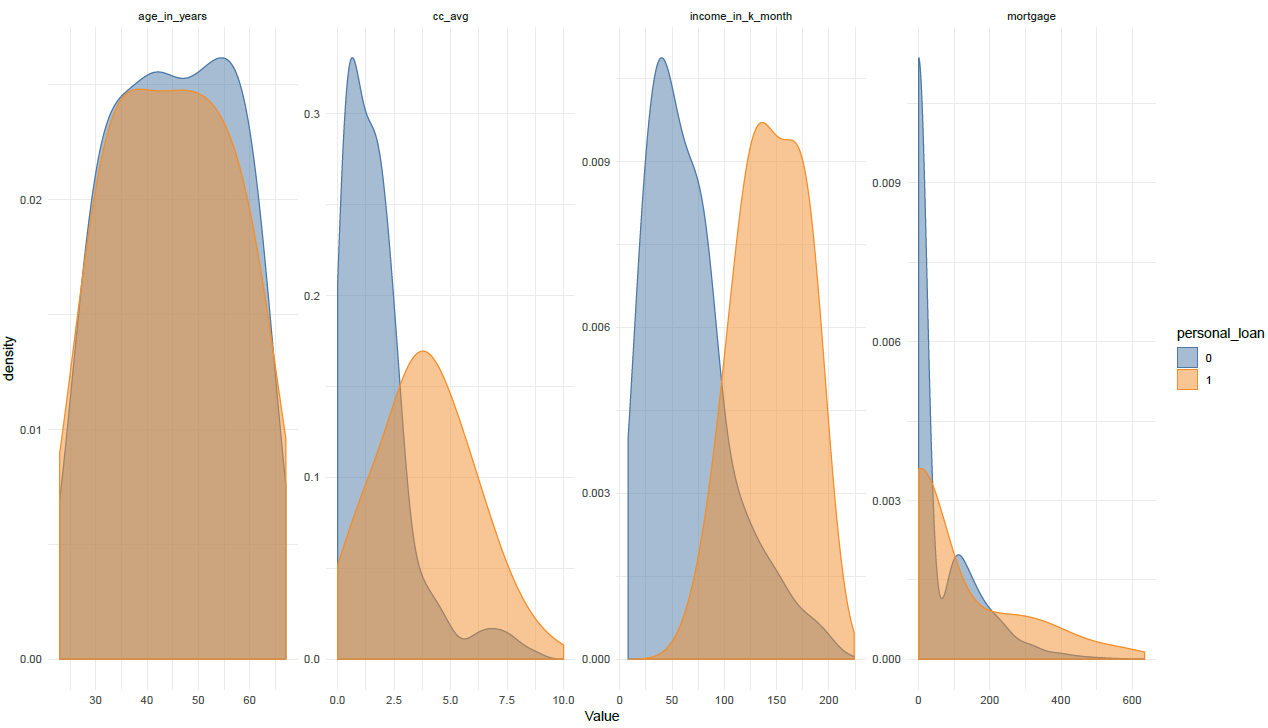 age_in_years
cc_avg
income_in_k_month
mortgage
density
0.02
0.01
0.00
0.3
0.2
0.1
0.0
0.009
0.006
0.003
0.000
0.009
0.006
0.003
0.000
30 40 50 60
0.0 2.5 5.0 7.5 10.0
0 50 100 150 200
0 200 400 600
Value
personal_loan
0
1